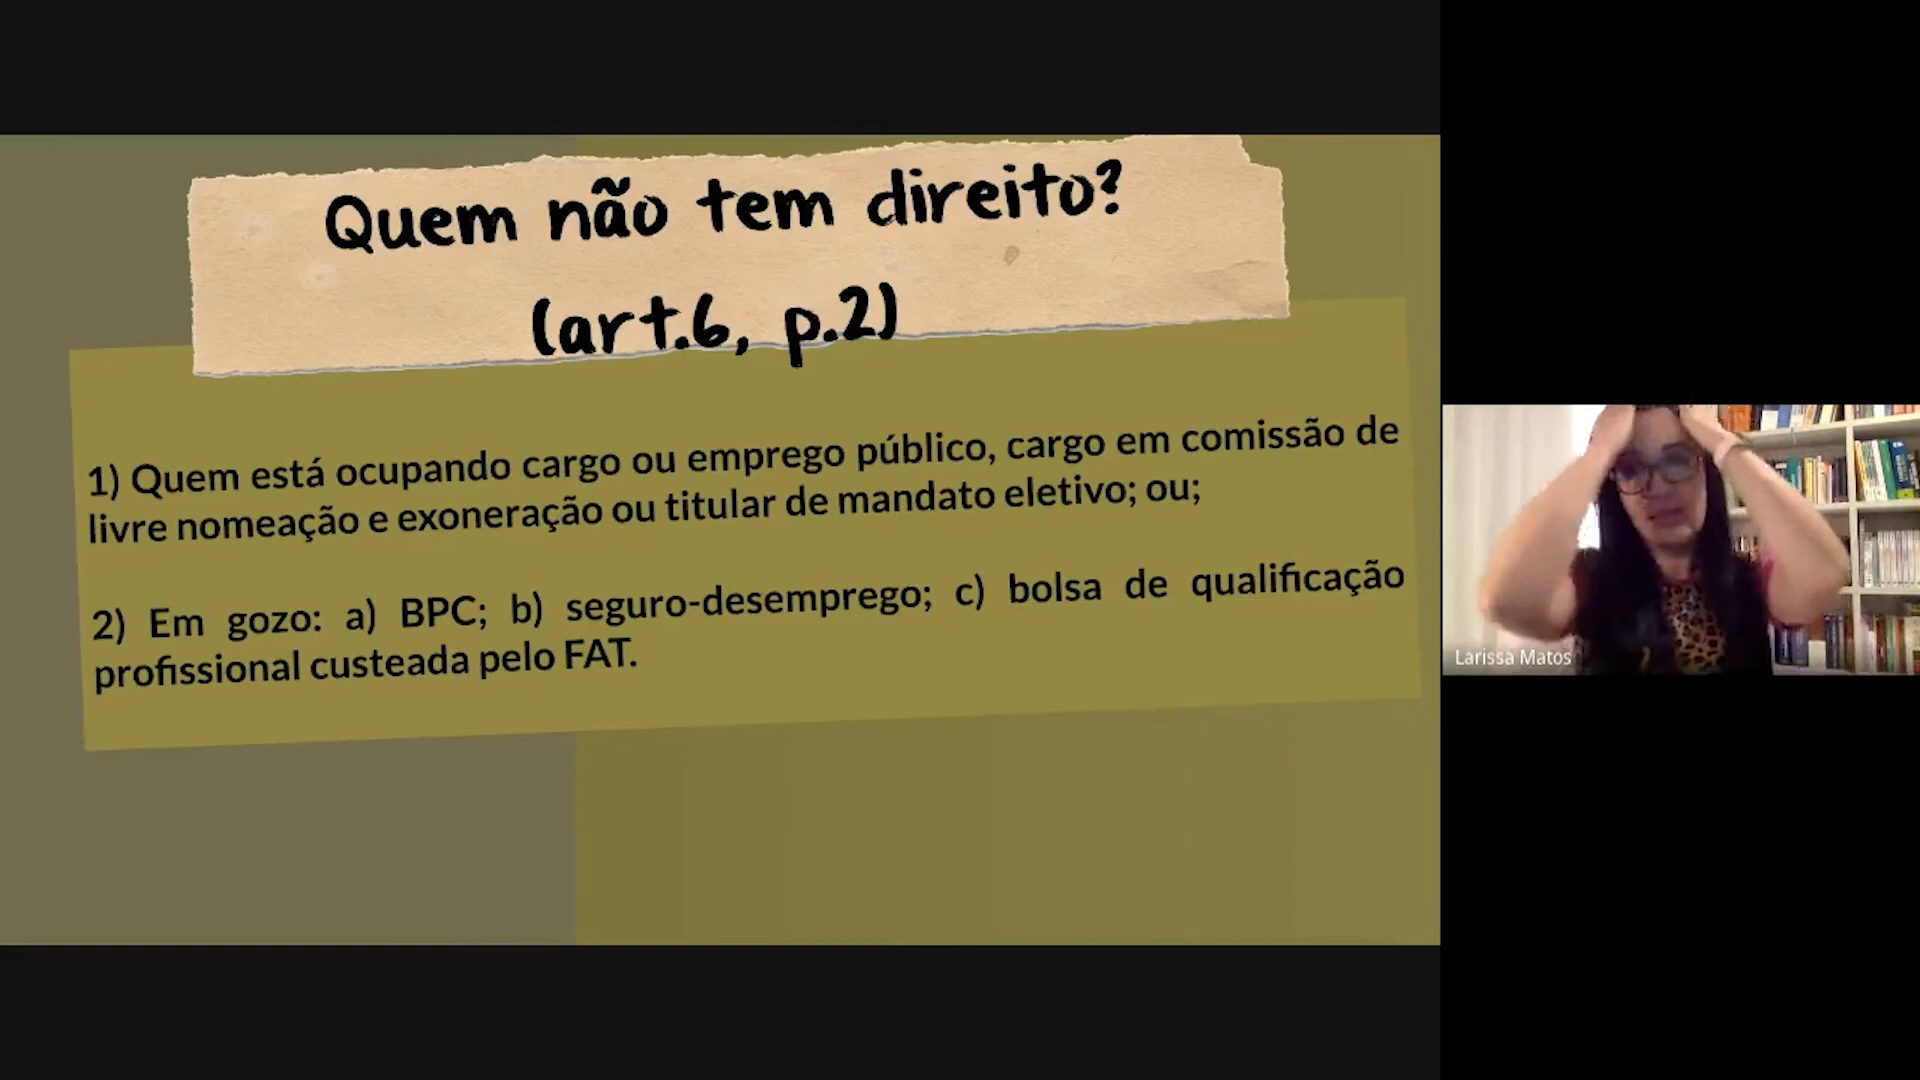 Quem não tem direito?
(art.6, p.2)
1) Quem está ocupando cargo ou emprego público, cargo em comissão de
livre nomeação e exoneração ou titular de mandato eletivo; ou;
2) Em gozo: a) BPC; b) seguro-desemprego; c) bolsa de qualificação
profissional custeada pelo FAT.
Larissa Matos